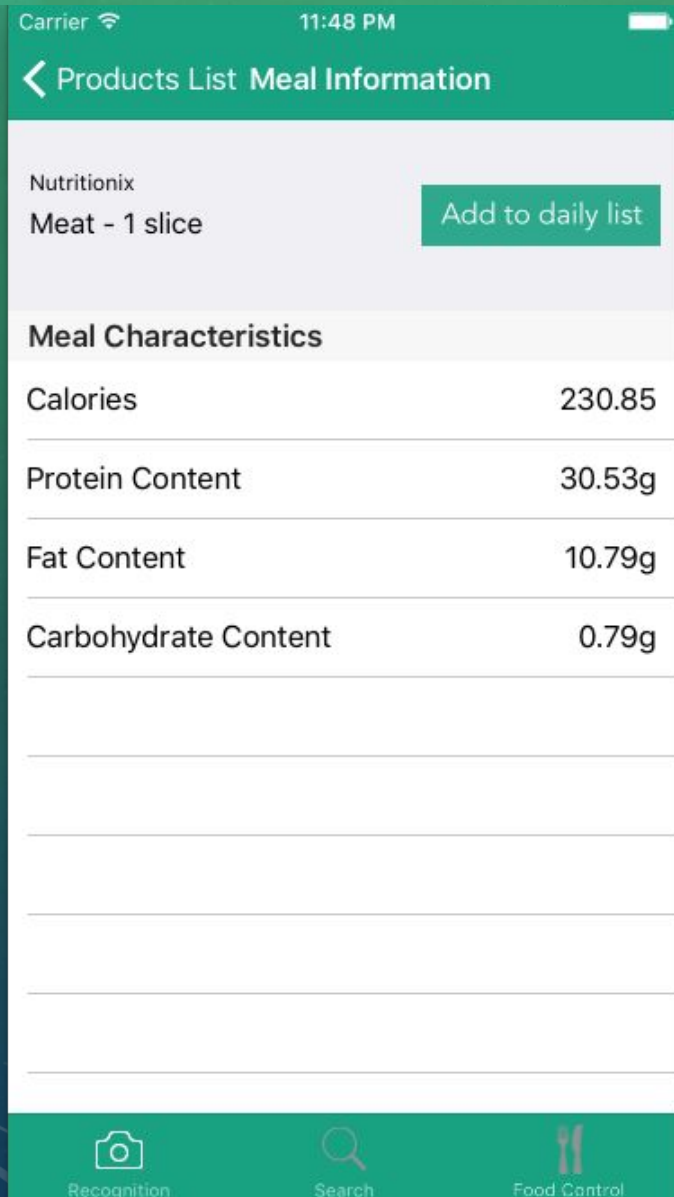 Carrier 11:48 PM
Products List Meal Information
Nutritionix
Meat - 1 slice
Add to daily list
Meal Characteristics
Calories 230.85
Protein Content 30.53g
Fat Content 10.79g
Carbohydrate Content 0.79g
Recognition Search Food Control